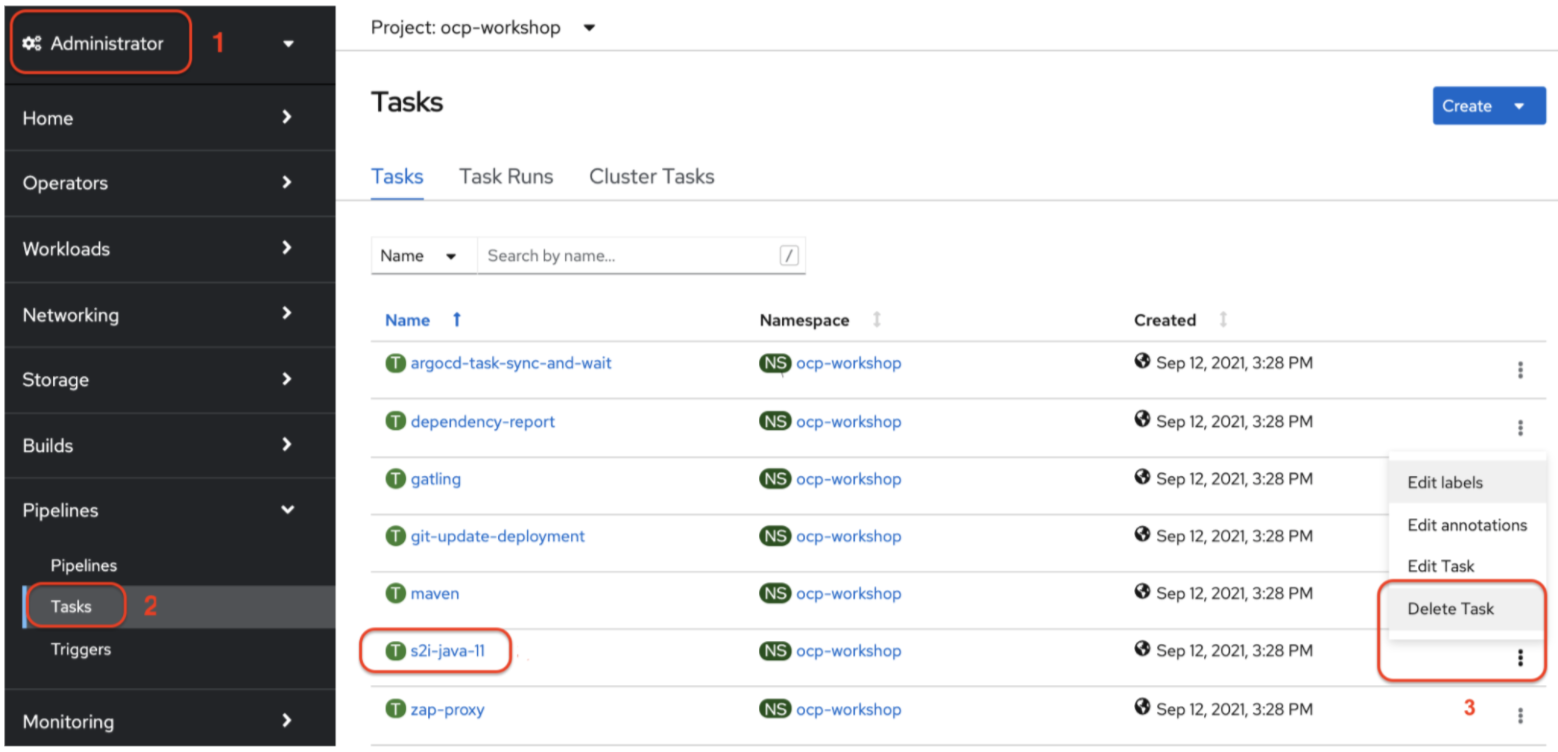 Administrator 1
Home
Operators
Workloads
Networking
Storage
Builds
Pipelines
Pipelines
Tasks 2
Triggers
Monitoring
Project: ocp-workshop
Tasks
Create
Tasks Task Runs Cluster Tasks
Name Search by name... /
Name Namespace Created
T argocd-task-sync-and-wait NS ocp-workshop Sep 12, 2021, 3:28 PM
T dependency-report NS ocp-workshop Sep 12, 2021, 3:28 PM
T gatling NS ocp-workshop Sep 12, 2021, 3:28 PM
T git-update-deployment NS ocp-workshop Sep 12, 2021, 3:28 PM
T maven NS ocp-workshop Sep 12, 2021, 3:28 PM
T s2i-java-11 NS ocp-workshop Sep 12, 2021, 3:28 PM
T zap-proxy NS ocp-workshop Sep 12, 2021, 3:28 PM
Edit labels
Edit annotations
Edit Task
Delete Task
3